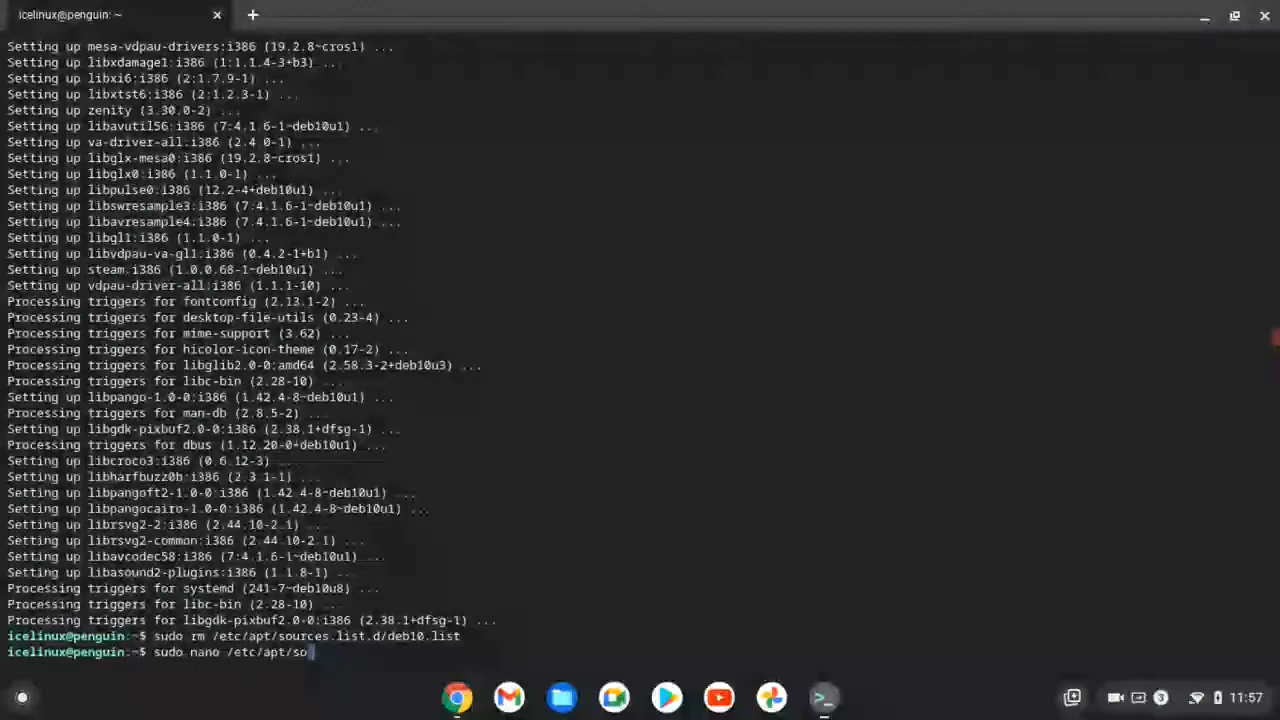 icelinux@penguin: ~
Setting up mesa-vdpau-drivers:i386 (19.2.8~cros1) ...
Setting up libxdamage1:i386 (1:1.1.4-3+b3) ...
Setting up libxi6:i386 (2:1.7.9-1) ...
Setting up libxtst6:i386 (2:1.2.3-1) ...
Setting up zenity (3.30.0-2) ...
Setting up libavutil56:i386 (7:4.1.6-1~deb10u1) ...
Setting up va-driver-all:i386 (2.4.0-1) ...
Setting up libglx-mesa0:i386 (19.2.8~cros1) ...
Setting up libglx0:i386 (1.1.0-1) ...
Setting up libpulse0:i386 (12.2-4+deb10u1) ...
Setting up libswresample3:i386 (7:4.1.6-1~deb10u1) ...
Setting up libavresample4:i386 (7:4.1.6-1~deb10u1) ...
Setting up libgl1:i386 (1.1.0-1) ...
Setting up libvdpau-va-gl1:i386 (0.4.2-1+b1) ...
Setting up steam:i386 (1.0.0.68-1~deb10u1) ...
Setting up vdpau-driver-all:i386 (1.1.1-10) ...
Processing triggers for fontconfig (2.13.1-2) ...
Processing triggers for desktop-file-utils (0.23-4) ...
Processing triggers for mime-support (3.62) ...
Processing triggers for hicolor-icon-theme (0.17-2) ...
Processing triggers for libglib2.0-0:amd64 (2.58.3-2+deb10u3) ...
Processing triggers for libc-bin (2.28-10) ...
Setting up libpango-1.0-0:i386 (1.42.4-8~deb10u1) ...
Processing triggers for man-db (2.8.5-2) ...
Setting up libgdk-pixbuf2.0-0:i386 (2.38.1+dfsg-1) ...
Processing triggers for dbus (1.12.20-0+deb10u1) ...
Setting up libcroco3:i386 (0.6.12-3) ...
Setting up libharfbuzz0b:i386 (2.3.1-1) ...
Setting up libpangoft2-1.0-0:i386 (1.42.4-8~deb10u1) ...
Setting up libpangocairo-1.0-0:i386 (1.42.4-8~deb10u1) ...
Setting up librsvg2-2:i386 (2.44.10-2.1) ...
Setting up librsvg2-common:i386 (2.44.10-2.1) ...
Setting up libavcodec58:i386 (7:4.1.6-1~deb10u1) ...
Setting up libasound2-plugins:i386 (1.1.8-1) ...
Processing triggers for systemd (241-7~deb10u8) ...
Processing triggers for libc-bin (2.28-10) ...
Processing triggers for libgdk-pixbuf2.0-0:i386 (2.38.1+dfsg-1) ...
icelinux@penguin:~$ sudo rm /etc/apt/sources.list.d/deb10.list
icelinux@penguin:~$ sudo nano /etc/apt/so
3 11:57